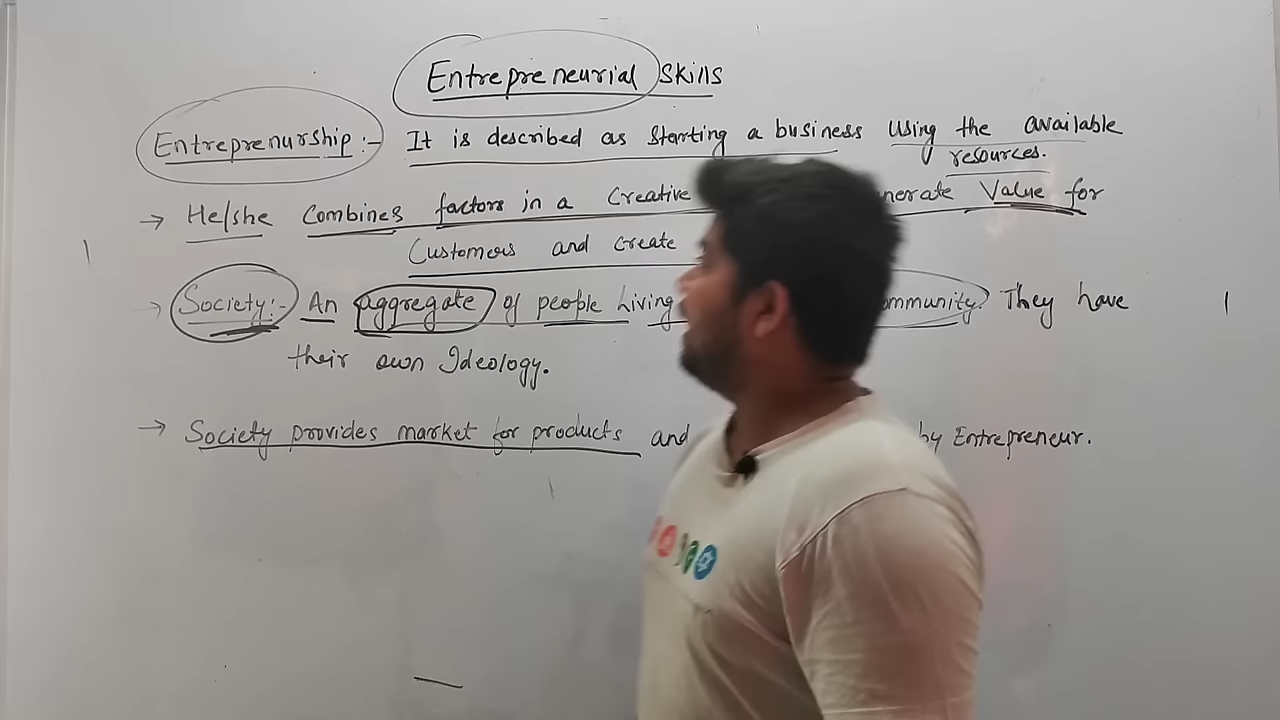 Entrepreneurial Skills
Entreprenurship :- It is described as starting a business using the available
resources.
→ He/she combines factors in a creative nerate Value for
Customers and create
→ Society :- An aggregate of people Living ommunity. They have
their own Ideology.
→ Society provides market for products and by Entrepreneur.